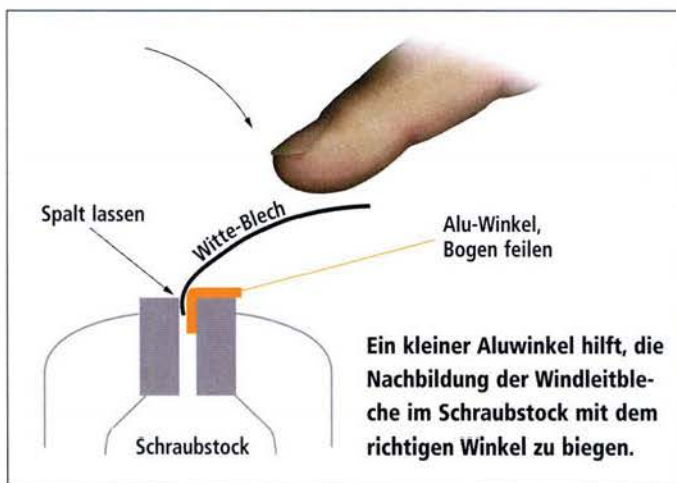 Spalt lassen
Witte-Blech
Alu-Winkel,
Bogen feilen
Schraubstock
Ein kleiner Aluwinkel hilft, die
Nachbildung der Windleitble-
che im Schraubstock mit dem
richtigen Winkel zu biegen.